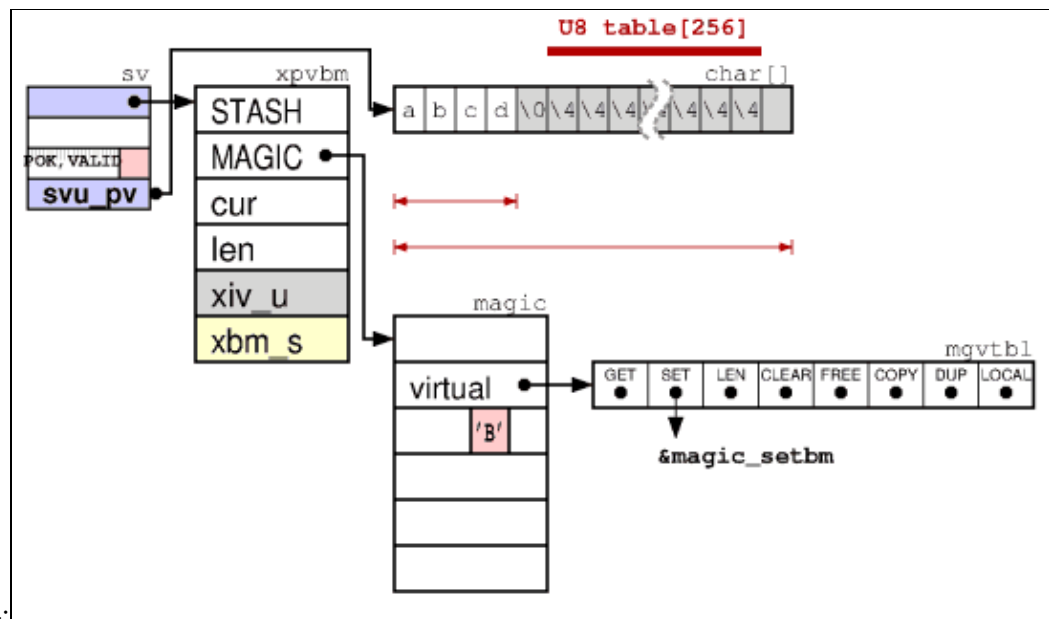 U8 table[256]
sv
xpvbm
char[]
STASH
a b c d \0 \4 \4 \4 \4 \4 \4
MAGIC
POK, VALID
svu_pv
cur
len
xiv_u
magic
xbm_s
mgvtbl
virtual
GET SET LEN CLEAR FREE COPY DUP LOCAL
'B'
&magic_setbm